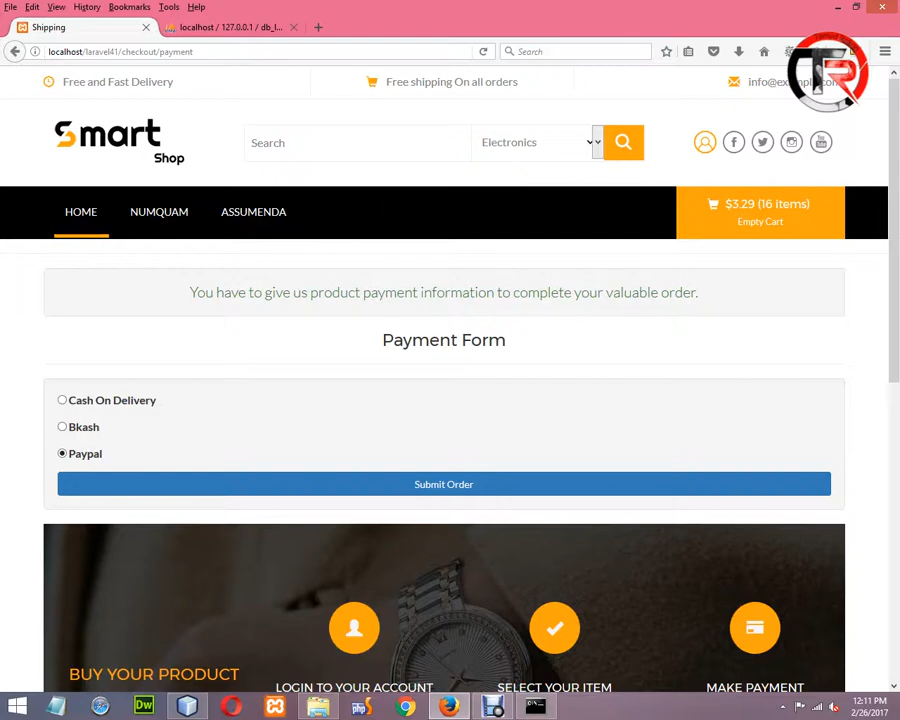 File Edit View History Bookmarks Tools Help
Shipping
localhost / 127.0.0.1 / db_l...
localhost/laravel41/checkout/payment
Search
Free and Fast Delivery
Free shipping On all orders
TR
Smart
Shop
Search
Electronics
HOME NUMQUAM ASSUMENDA
$3.29 (16 items)
Empty Cart
You have to give us product payment information to complete your valuable order.
Payment Form
Cash On Delivery
Bkash
Paypal
Submit Order
BUY YOUR PRODUCT
LOGIN TO YOUR ACCOUNT
SELECT YOUR ITEM
MAKE PAYMENT
Dw
php
12:11 PM
2/26/2017